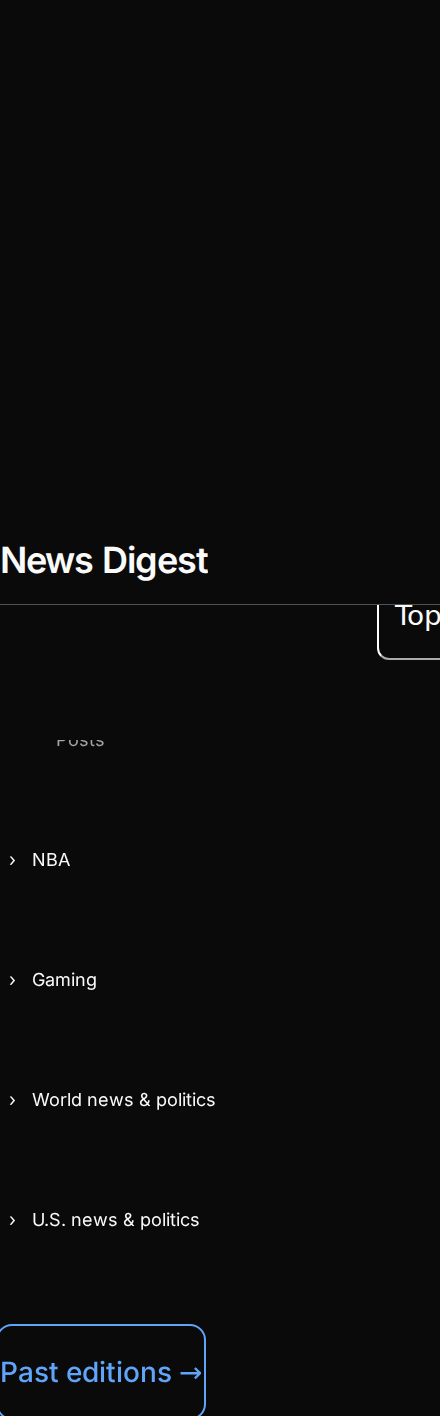 News Digest
Top
Posts
› NBA
› Gaming
› World news & politics
› U.S. news & politics
Past editions →